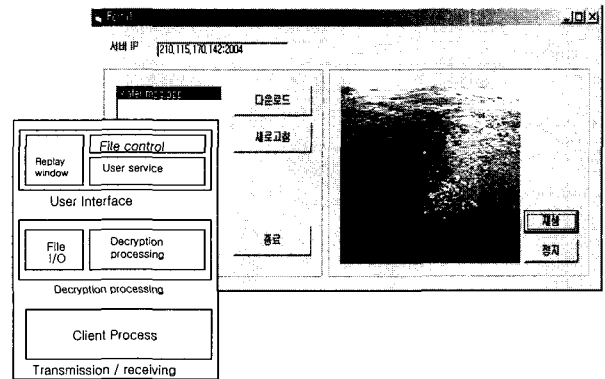 서버 IP
210,115,170,142:2004
다운로드
새로고침
종료
재생
정지
File control
Replay
window
User service
User Interface
File
I/O
Decryption
processing
Decryption processing
Client Process
Transmission / receiving